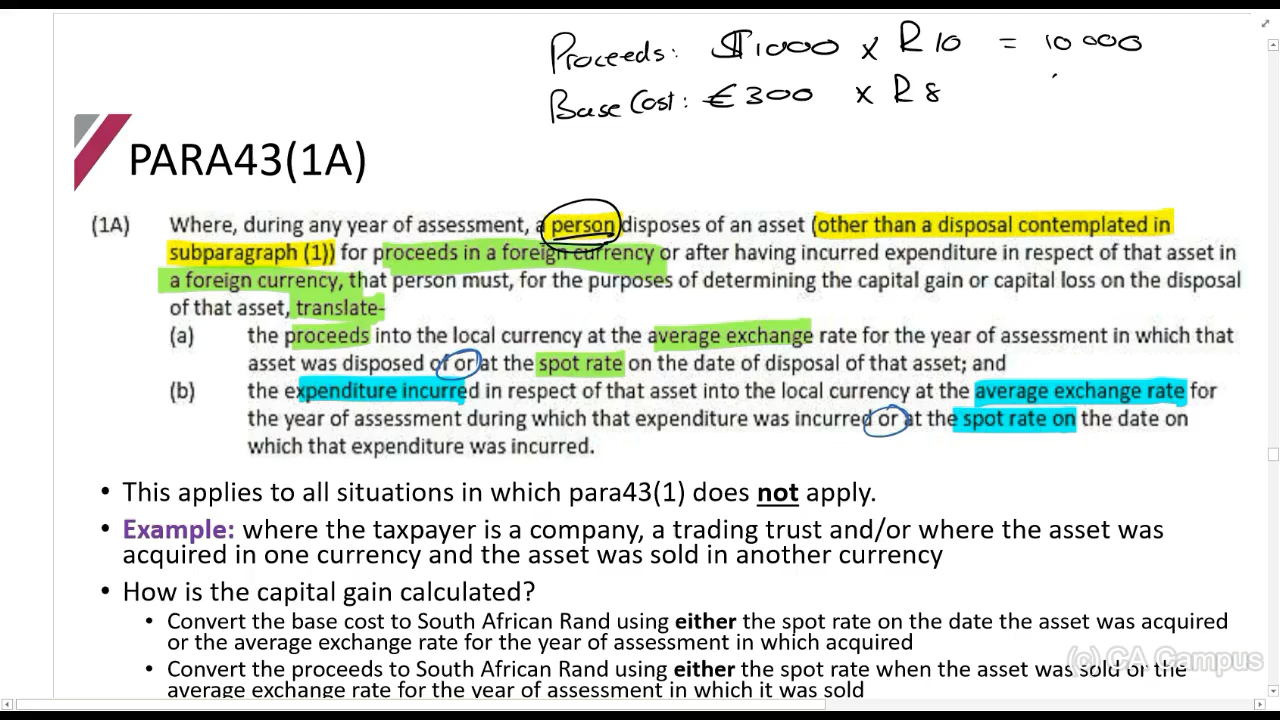 Proceeds: $1000 x R10 = 10 000
Base Cost: €300 x R8
PARA43(1A)
(1A) Where, during any year of assessment, a person disposes of an asset (other than a disposal contemplated in
subparagraph (1)) for proceeds in a foreign currency or after having incurred expenditure in respect of that asset in
a foreign currency, that person must, for the purposes of determining the capital gain or capital loss on the disposal
of that asset, translate-
(a) the proceeds into the local currency at the average exchange rate for the year of assessment in which that
asset was disposed of or at the spot rate on the date of disposal of that asset; and
(b) the expenditure incurred in respect of that asset into the local currency at the average exchange rate for
the year of assessment during which that expenditure was incurred or at the spot rate on the date on
which that expenditure was incurred.
• This applies to all situations in which para43(1) does not apply.
• Example: where the taxpayer is a company, a trading trust and/or where the asset was
acquired in one currency and the asset was sold in another currency
• How is the capital gain calculated?
• Convert the base cost to South African Rand using either the spot rate on the date the asset was acquired
or the average exchange rate for the year of assessment in which acquired
• Convert the proceeds to South African Rand using either the spot rate when the asset was sold or the
average exchange rate for the year of assessment in which it was sold
(c) CA Campus